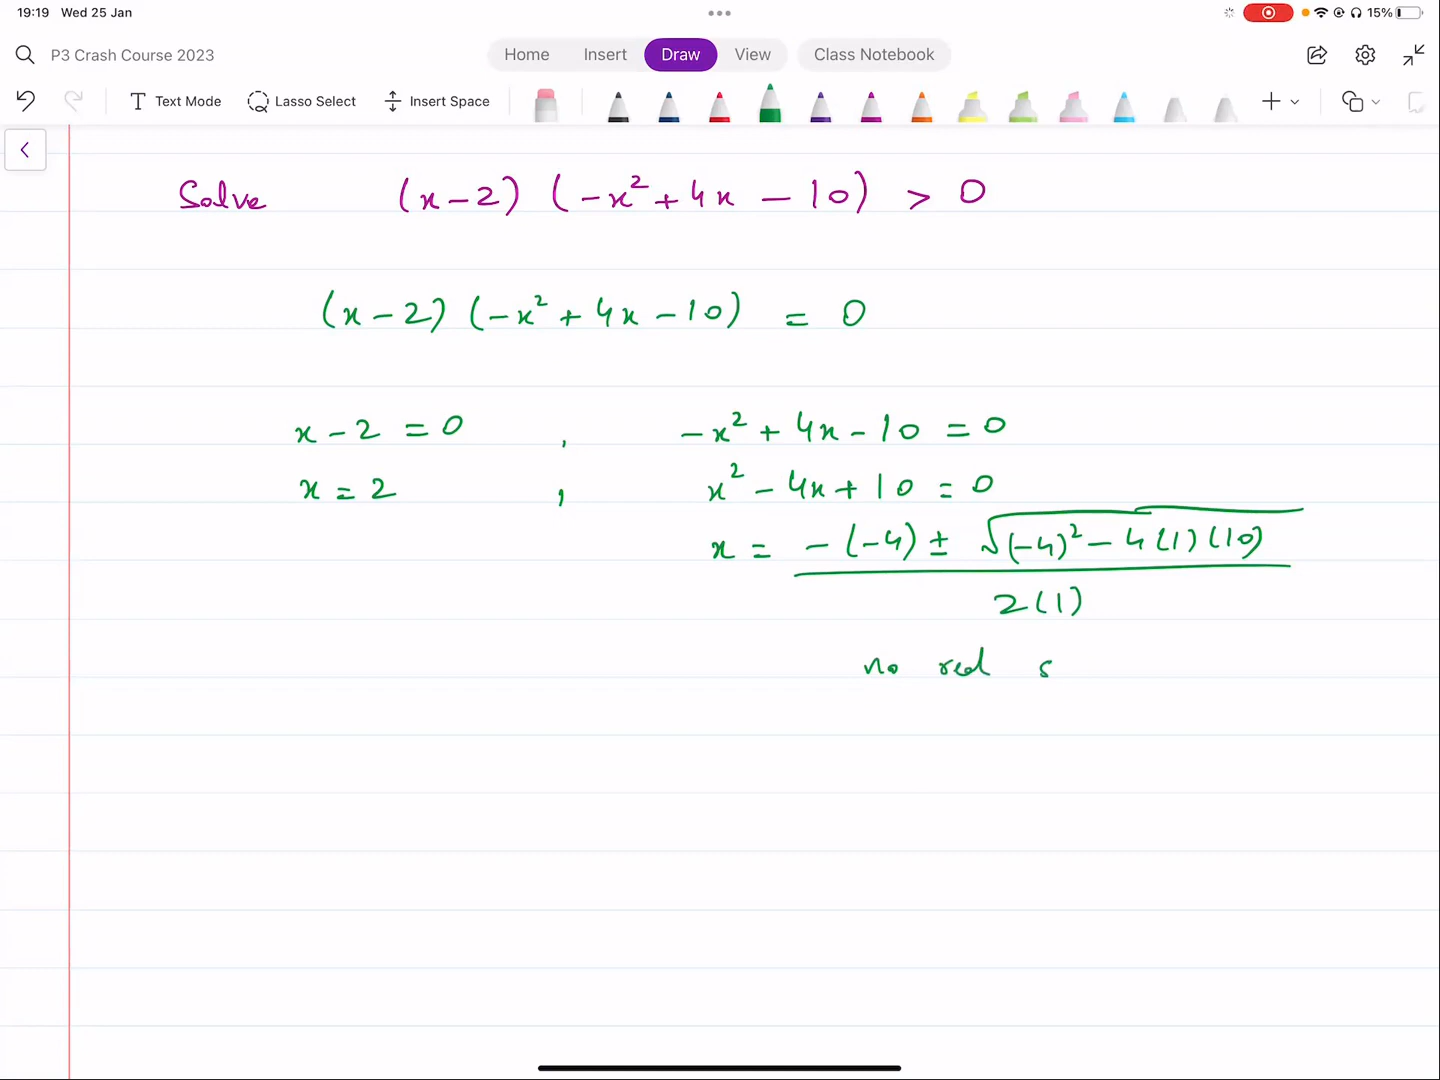 19:19 Wed 25 Jan 15%
P3 Crash Course 2023 Home Insert Draw View Class Notebook
Text Mode Lasso Select Insert Space
Solve (x-2) (-x²+4x-10) > 0
(x-2) (-x²+4x-10) = 0
x-2 = 0 , -x²+4x-10 = 0
x = 2 , x²-4x+10 = 0
x = -(-4) ± √(-4)²-4(1)(10)
2(1)
no real s